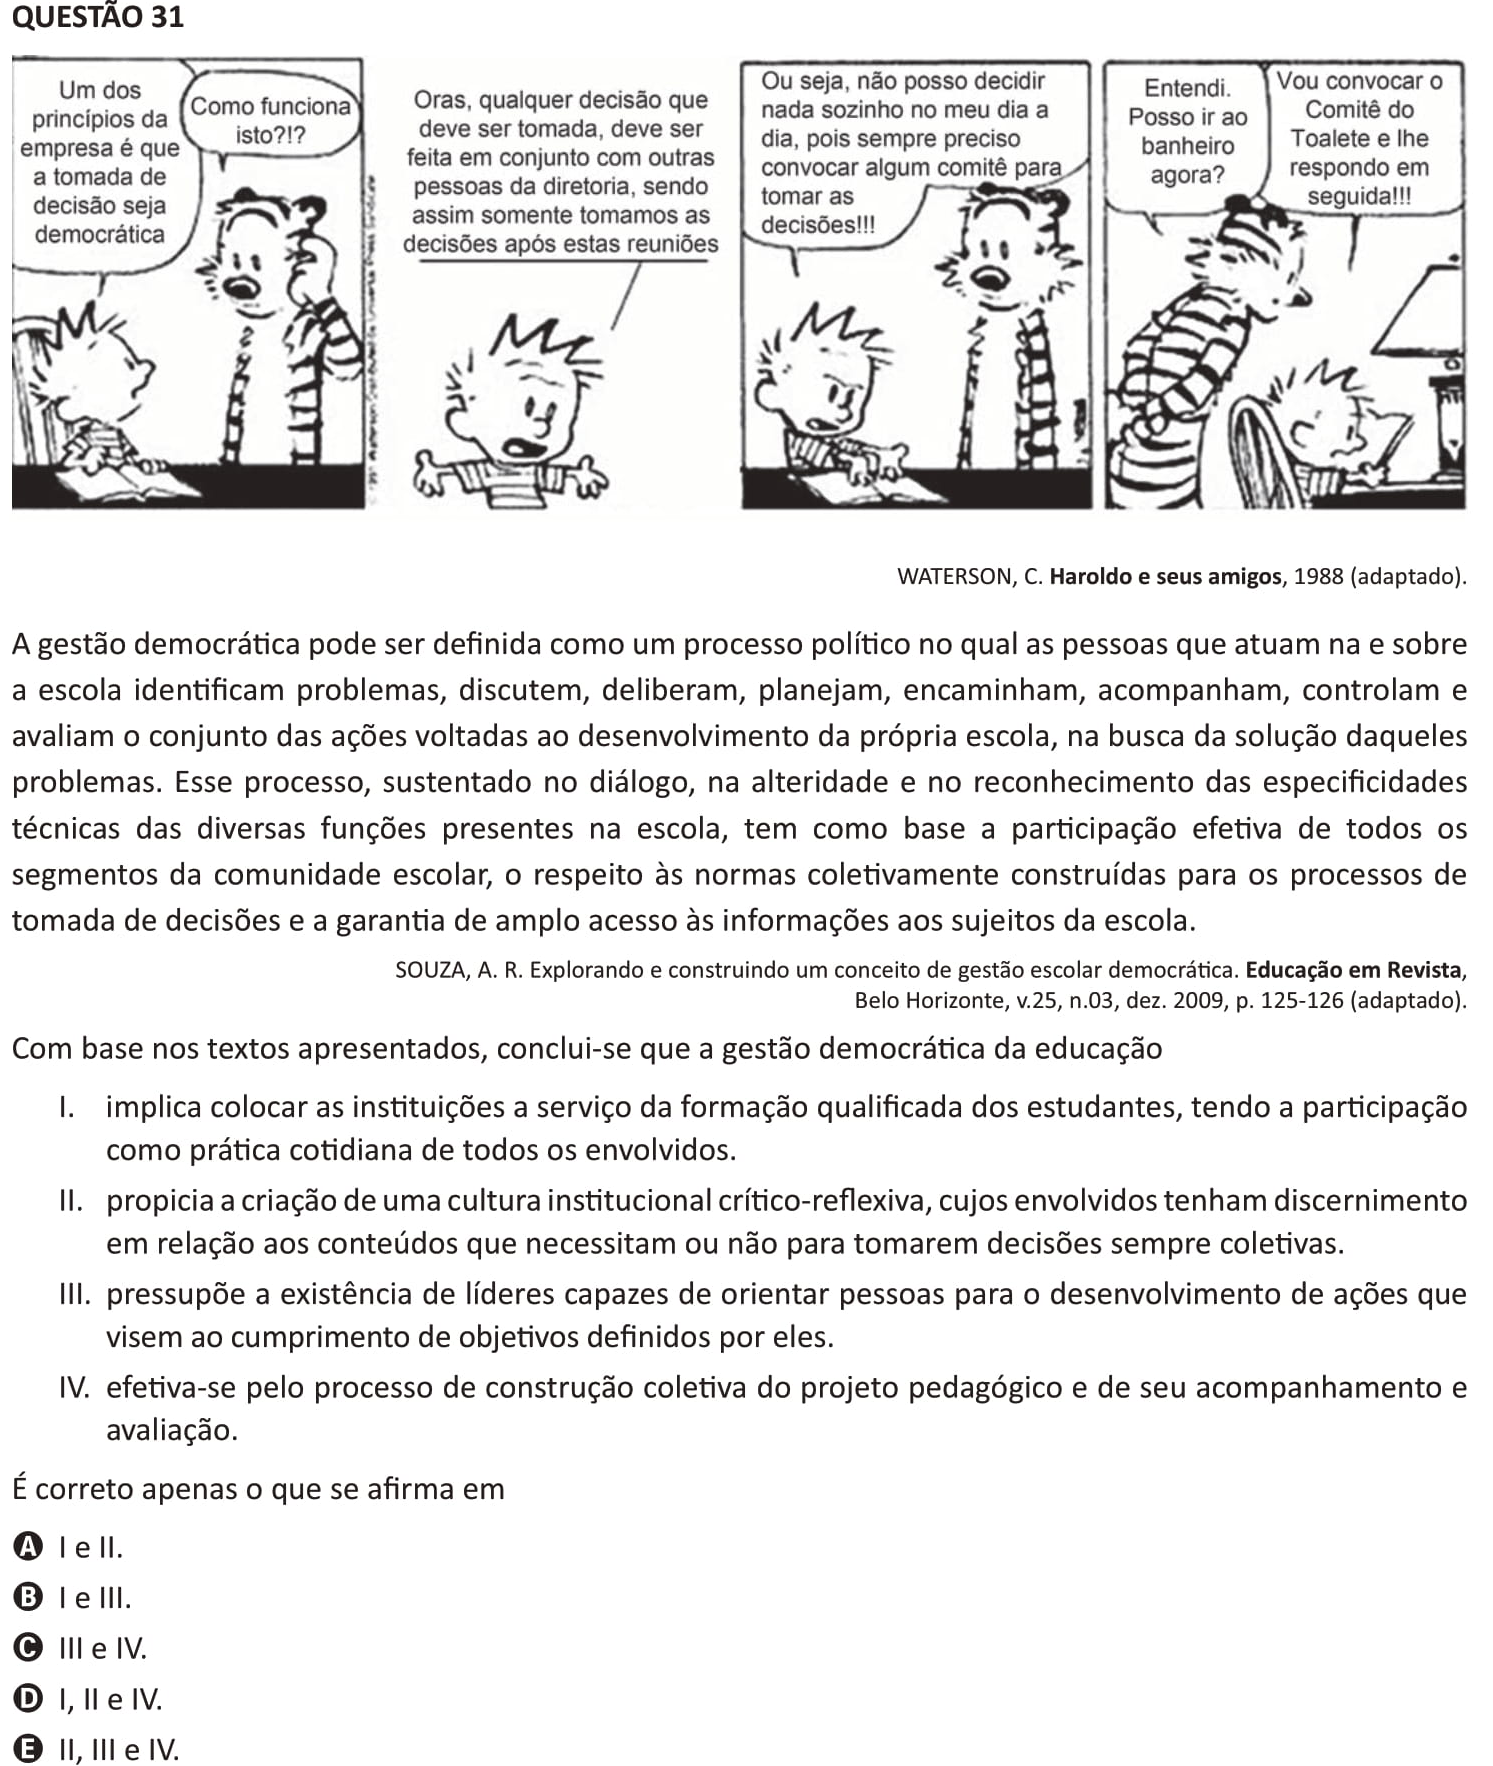 QUESTÃO 31
Um dos
princípios da
empresa é que
a tomada de
decisão seja
democrática
Como funciona
isto?!?
Oras, qualquer decisão que
deve ser tomada, deve ser
feita em conjunto com outras
pessoas da diretoria, sendo
assim somente tomamos as
decisões após estas reuniões
Ou seja, não posso decidir
nada sozinho no meu dia a
dia, pois sempre preciso
convocar algum comitê para
tomar as
decisões!!!
Entendi.
Posso ir ao
banheiro
agora?
Vou convocar o
Comitê do
Toalete e lhe
respondo em
seguida!!!
WATERSON, C. Haroldo e seus amigos, 1988 (adaptado).
A gestão democrática pode ser definida como um processo político no qual as pessoas que atuam na e sobre
a escola identificam problemas, discutem, deliberam, planejam, encaminham, acompanham, controlam e
avaliam o conjunto das ações voltadas ao desenvolvimento da própria escola, na busca da solução daqueles
problemas. Esse processo, sustentado no diálogo, na alteridade e no reconhecimento das especificidades
técnicas das diversas funções presentes na escola, tem como base a participação efetiva de todos os
segmentos da comunidade escolar, o respeito às normas coletivamente construídas para os processos de
tomada de decisões e a garantia de amplo acesso às informações aos sujeitos da escola.
SOUZA, A. R. Explorando e construindo um conceito de gestão escolar democrática. Educação em Revista,
Belo Horizonte, v.25, n.03, dez. 2009, p. 125-126 (adaptado).
Com base nos textos apresentados, conclui-se que a gestão democrática da educação
I. implica colocar as instituições a serviço da formação qualificada dos estudantes, tendo a participação
como prática cotidiana de todos os envolvidos.
II. propicia a criação de uma cultura institucional crítico-reflexiva, cujos envolvidos tenham discernimento
em relação aos conteúdos que necessitam ou não para tomarem decisões sempre coletivas.
III. pressupõe a existência de líderes capazes de orientar pessoas para o desenvolvimento de ações que
visem ao cumprimento de objetivos definidos por eles.
IV. efetiva-se pelo processo de construção coletiva do projeto pedagógico e de seu acompanhamento e
avaliação.
É correto apenas o que se afirma em
A I e II.
B I e III.
C III e IV.
D I, II e IV.
E II, III e IV.